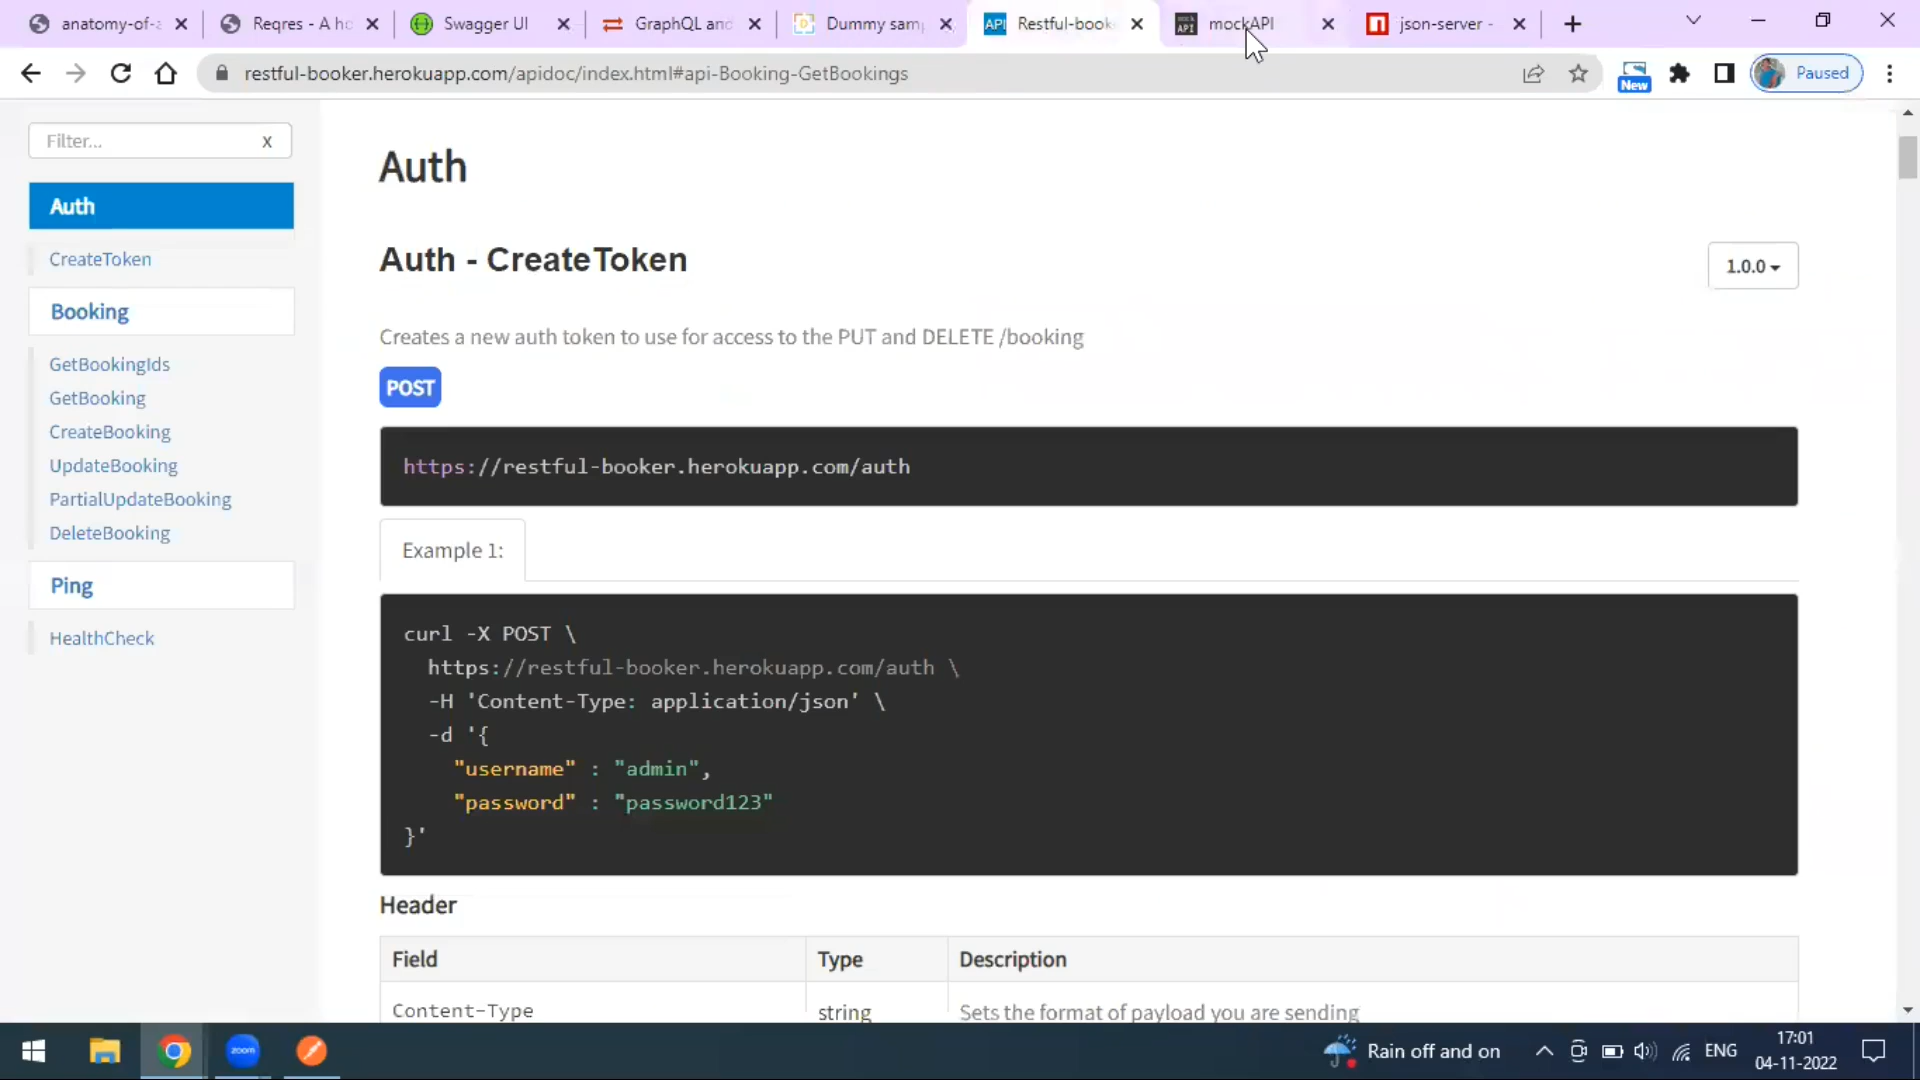 anatomy-of-a
Reqres - A ho
Swagger UI
GraphQL and
Dummy sam
API
Restful-book
MOCK
API
mockAPI
json-server -
restful-booker.herokuapp.com/apidoc/index.html#api-Booking-GetBookings
New
Paused
Filter...
x
Auth
CreateToken
Booking
GetBookingIds
GetBooking
CreateBooking
UpdateBooking
PartialUpdateBooking
DeleteBooking
Ping
HealthCheck
Auth
Auth - CreateToken
1.0.0
Creates a new auth token to use for access to the PUT and DELETE /booking
POST
https://restful-booker.herokuapp.com/auth
Example 1:
curl -X POST \
https://restful-booker.herokuapp.com/auth \
-H 'Content-Type: application/json' \
-d '{
"username" : "admin",
"password" : "password123"
}'
Header
Field Type Description
Content-Type string Sets the format of payload you are sending
zoom
Rain off and on
ENG
17:01
04-11-2022